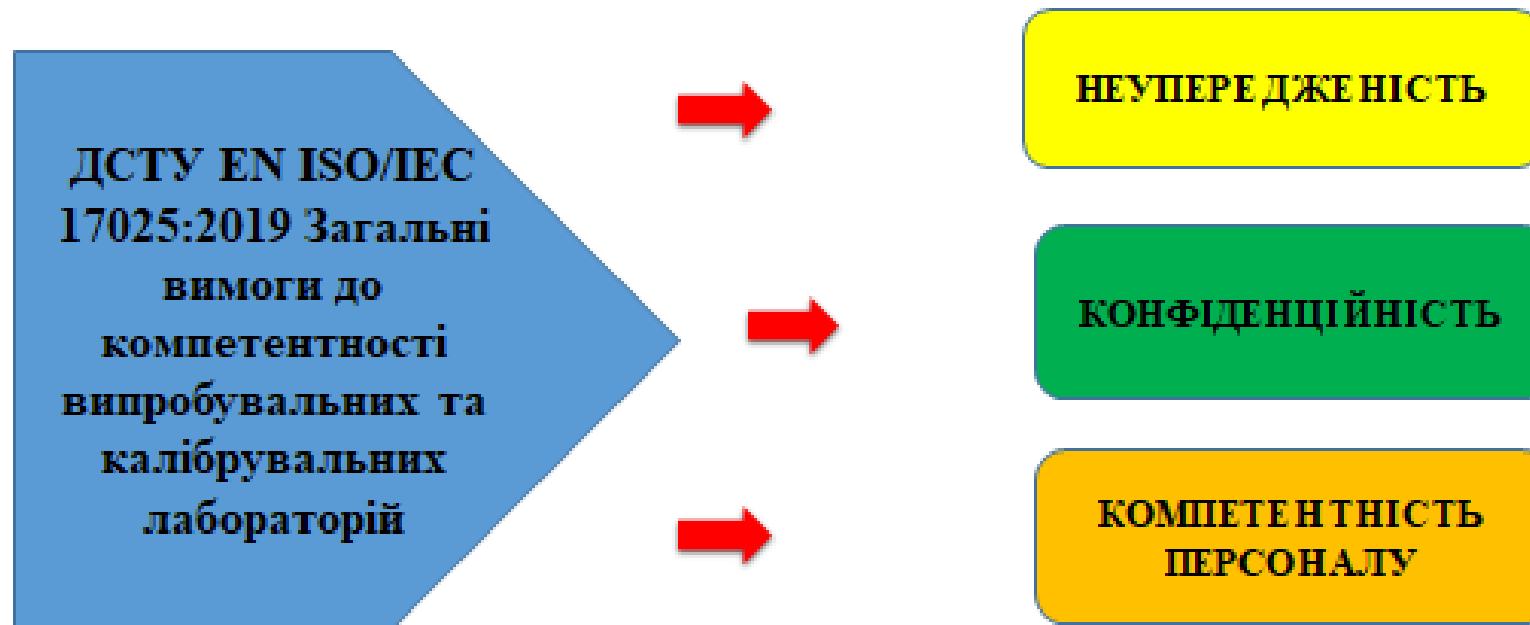 ДСТУ EN ISO/IEC
17025:2019 Загальні
вимоги до
компетентності
випробувальних та
калібрувальних
лабораторій
НЕУПЕРЕДЖЕНІСТЬ
КОНФІДЕНЦІЙНІСТЬ
КОМПЕТЕНТНІСТЬ
ПЕРСОНАЛУ